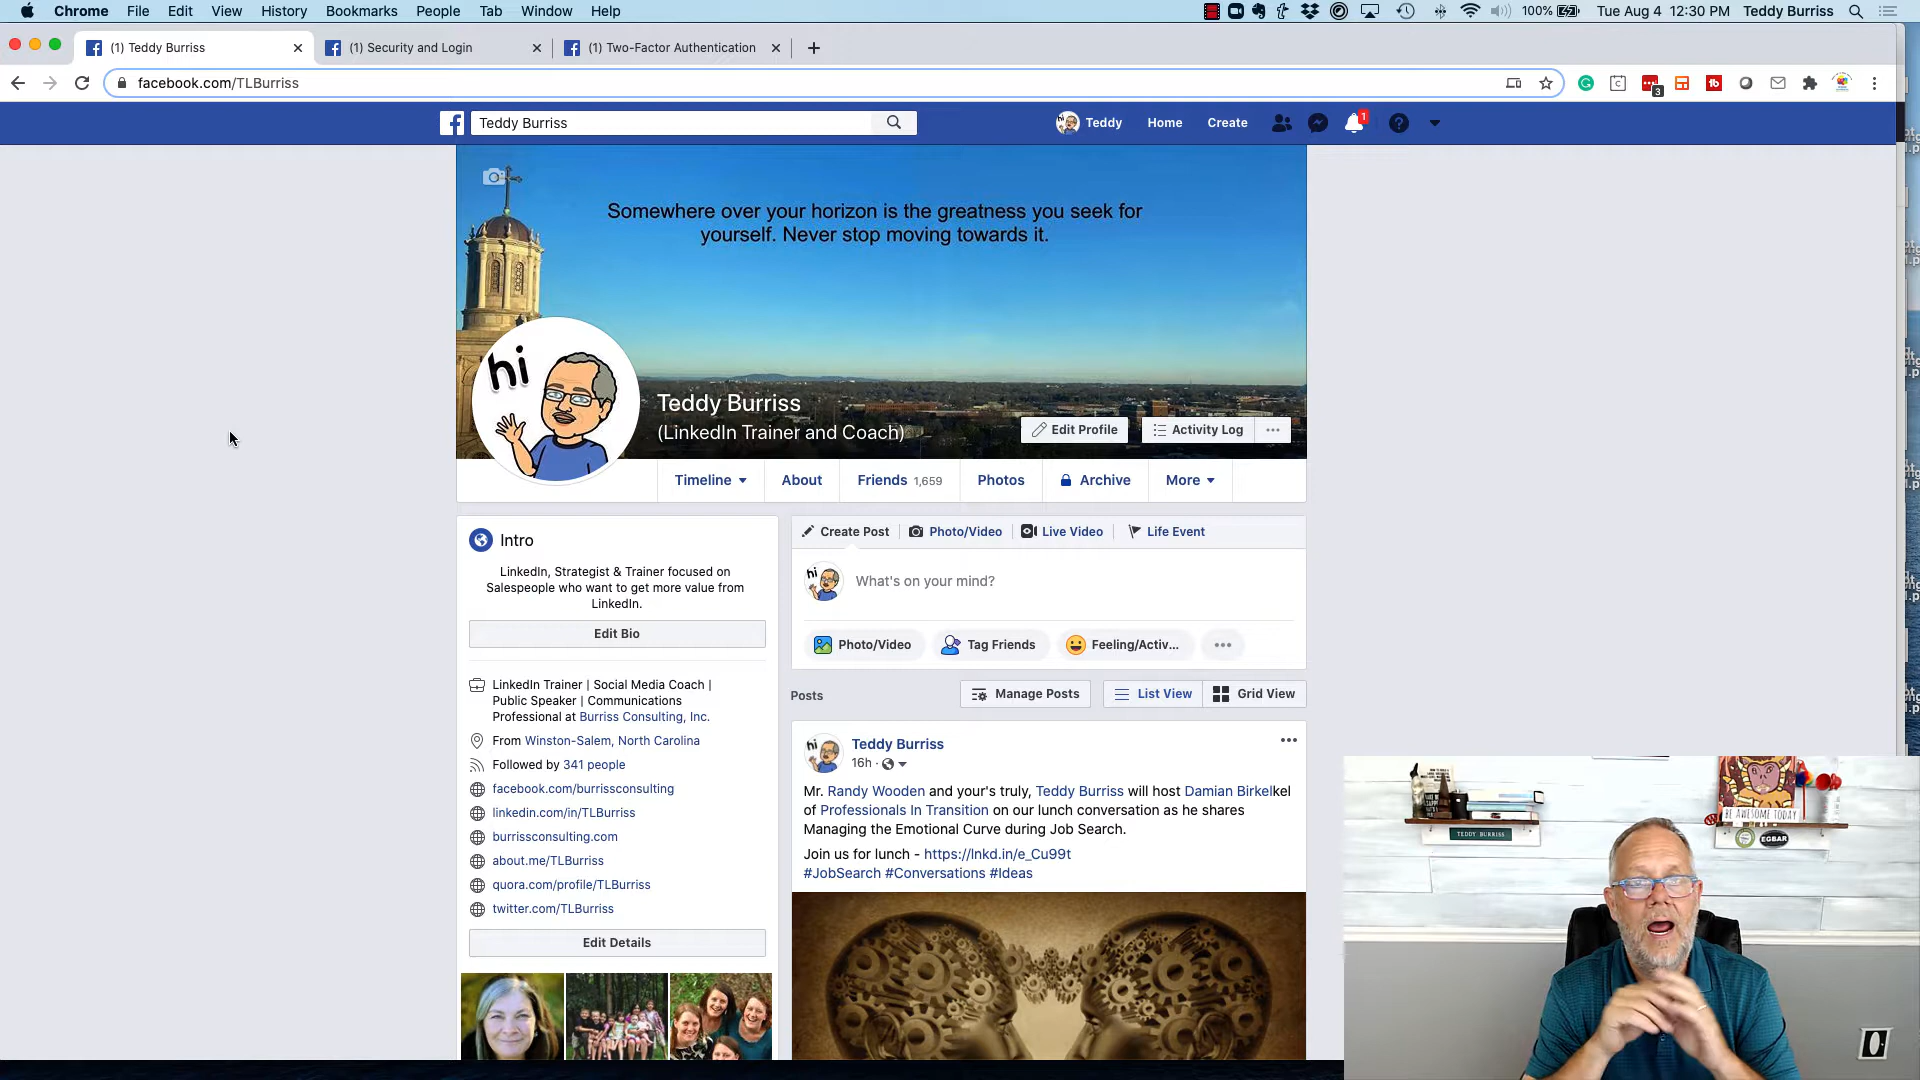 Chrome File Edit View History Bookmarks People Tab Window Help
100% Tue Aug 4 12:30 PM Teddy Burriss
(1) Teddy Burriss
(1) Security and Login
(1) Two-Factor Authentication
facebook.com/TLBurriss
3
Teddy Burriss
Teddy Home Create
1
Somewhere over your horizon is the greatness you seek for
yourself. Never stop moving towards it.
hi
Teddy Burriss
(LinkedIn Trainer and Coach)
Edit Profile
Activity Log
Timeline About Friends 1,659 Photos Archive More
Intro
LinkedIn, Strategist & Trainer focused on
Salespeople who want to get more value from
LinkedIn.
Edit Bio
LinkedIn Trainer | Social Media Coach |
Public Speaker | Communications
Professional at Burriss Consulting, Inc.
From Winston-Salem, North Carolina
Followed by 341 people
facebook.com/burrissconsulting
linkedin.com/in/TLBurriss
burrissconsulting.com
about.me/TLBurriss
quora.com/profile/TLBurriss
twitter.com/TLBurriss
Edit Details
Create Post Photo/Video Live Video Life Event
hi
What's on your mind?
Photo/Video Tag Friends Feeling/Activ...
Posts
Manage Posts List View Grid View
hi
Teddy Burriss
16h
Mr. Randy Wooden and your's truly, Teddy Burriss will host Damian Birkelkel
of Professionals In Transition on our lunch conversation as he shares
Managing the Emotional Curve during Job Search.
Join us for lunch - https://lnkd.in/e_Cu99t
#JobSearch #Conversations #Ideas
BE AWESOME TODAY
TEDDY BURRISS
EGBAR